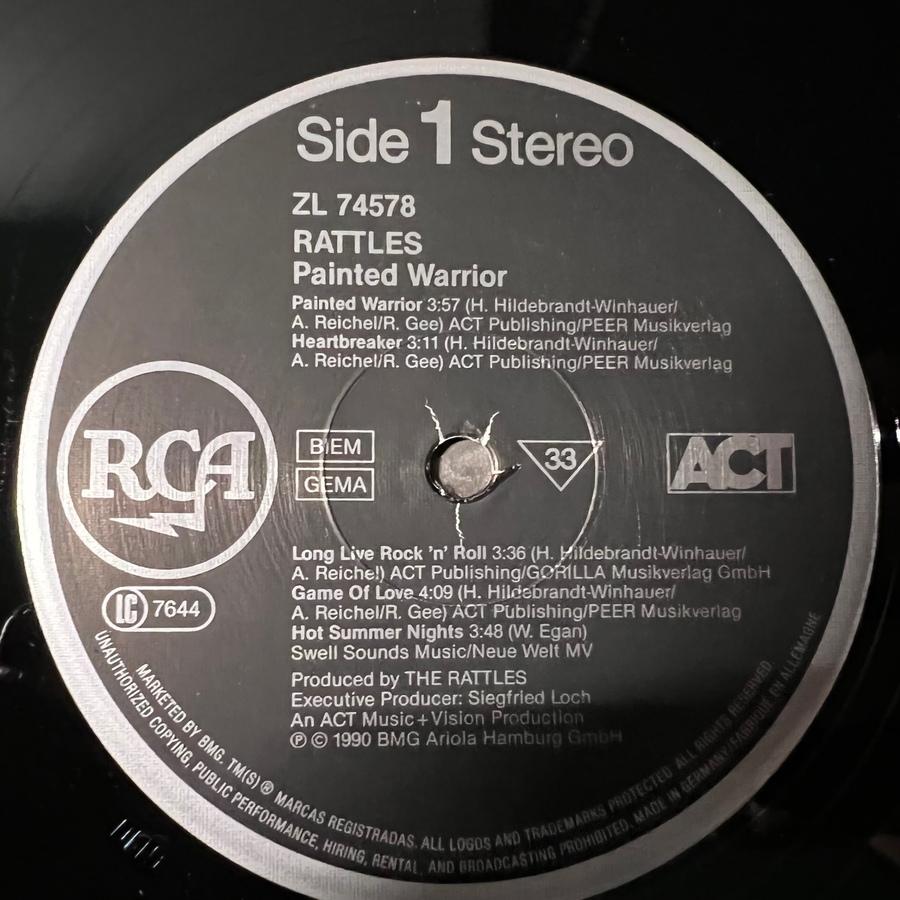 Side 1 Stereo
ZL 74578
RATTLES
Painted Warrior
Painted Warrior 3:57 (H. Hildebrandt-Winhauer/
A. Reichel/R. Gee) ACT Publishing/PEER Musikverlag
Heartbreaker 3:11 (H. Hildebrandt-Winhauer/
A. Reichel/R. Gee) ACT Publishing/PEER Musikverlag
RCA
BIEM
GEMA
33
ACT
Long Live Rock 'n' Roll 3:36 (H. Hildebrandt-Winhauer/
A. Reichel) ACT Publishing/GORILLA Musikverlag GmbH
Game Of Love 4:09 (H. Hildebrandt-Winhauer/
A. Reichel/R. Gee) ACT Publishing/PEER Musikverlag
Hot Summer Nights 3:48 (W. Egan)
Swell Sounds Music/Neue Welt MV
LC 7644
Produced by THE RATTLES
Executive Producer: Siegfried Loch
An ACT Music+Vision Production
℗ © 1990 BMG Ariola Hamburg GmbH
MARKETED BY BMG. TM(S) ® MARCAS REGISTRADAS. ALL LOGOS AND TRADEMARKS PROTECTED. ALL RIGHTS RESERVED.
UNAUTHORIZED COPYING, PUBLIC PERFORMANCE, HIRING, RENTAL, AND BROADCASTING PROHIBITED. MADE IN GERMANY/FABRIQUÉ EN ALLEMAGNE